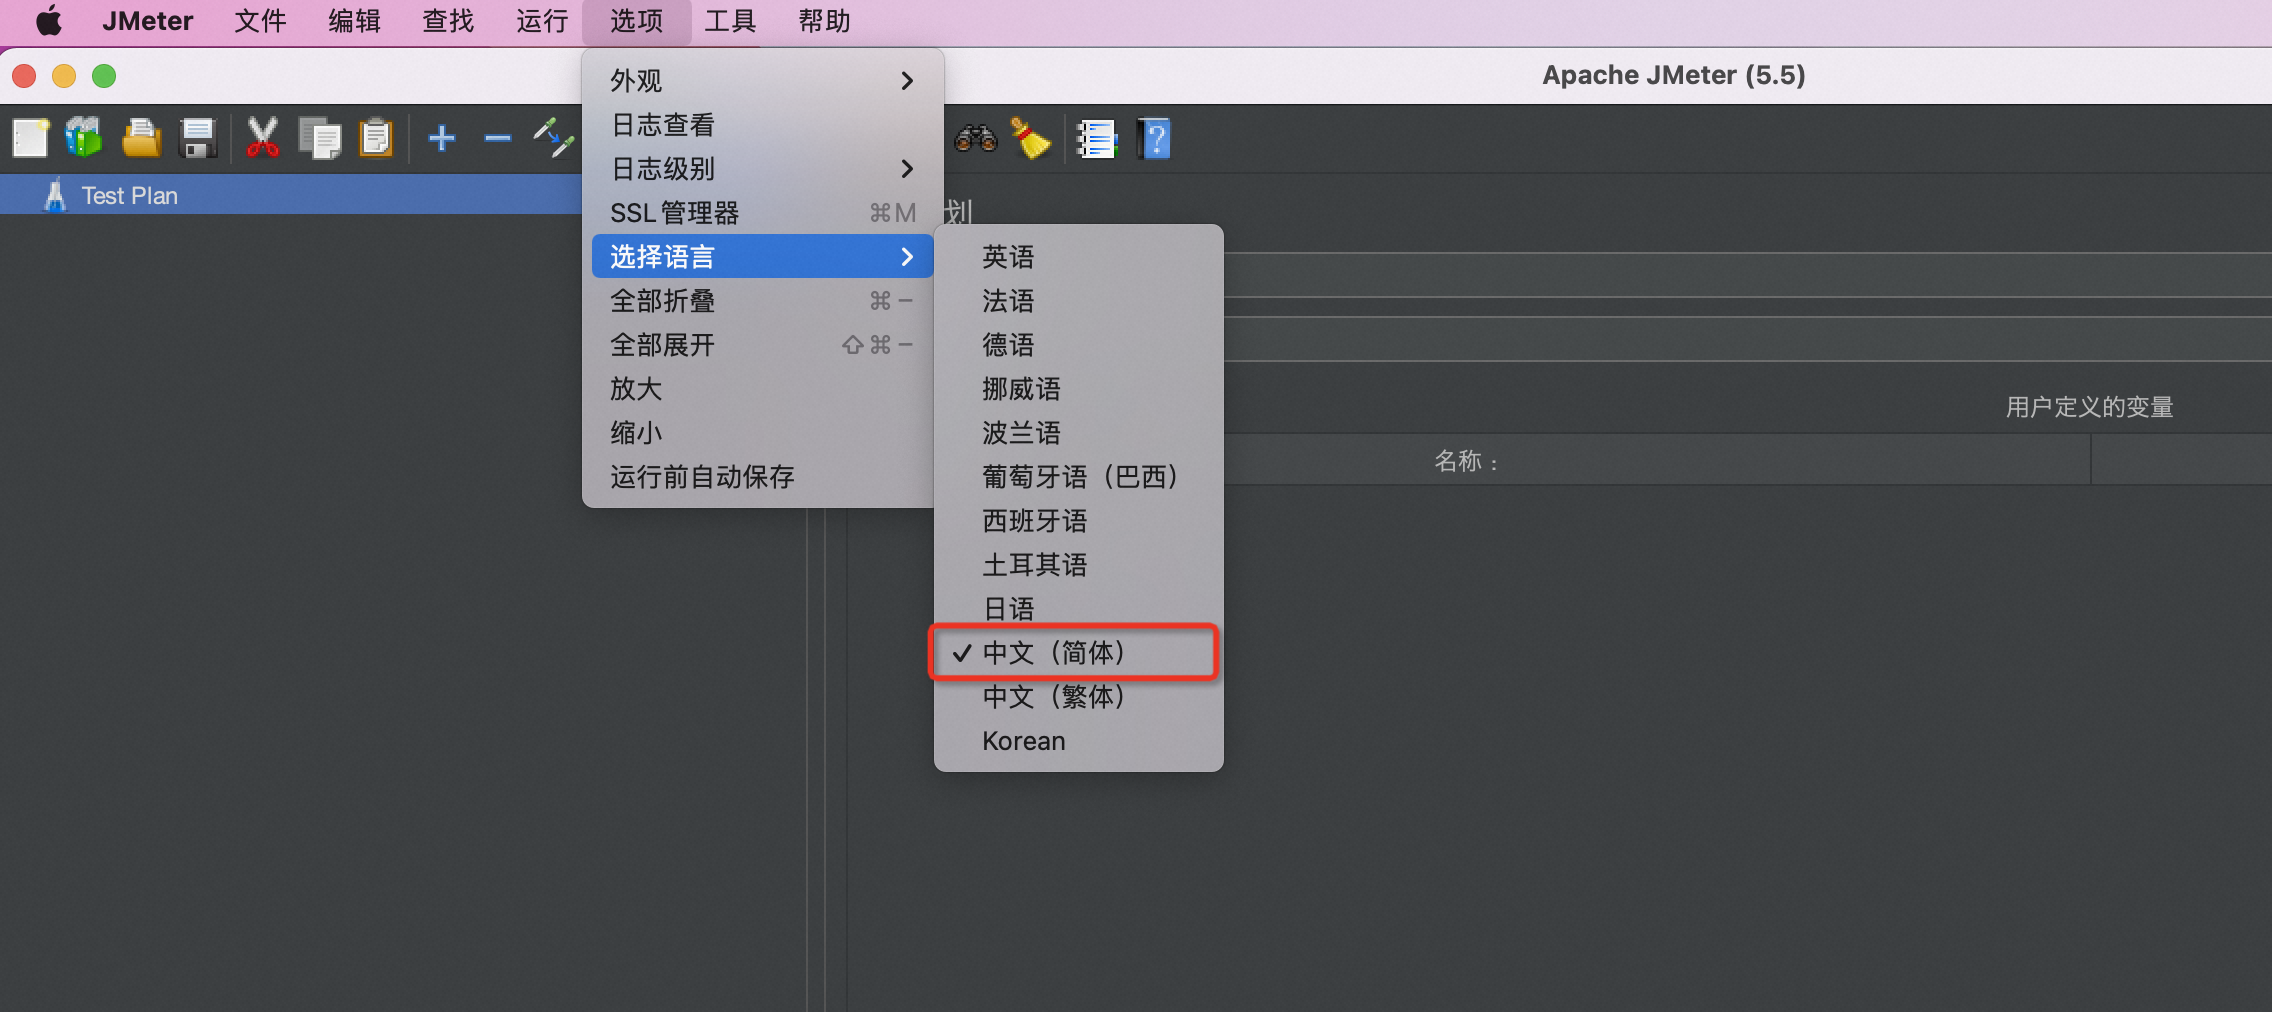 JMeter 文件 编辑 查找 运行 选项 工具 帮助
Apache JMeter (5.5)
Test Plan
外观
日志查看
日志级别
SSL管理器 ⌘M
选择语言
全部折叠 ⌘−
全部展开 ⇧⌘−
放大
缩小
运行前自动保存
划
英语
法语
德语
挪威语
波兰语
葡萄牙语（巴西）
西班牙语
土耳其语
日语
✓ 中文（简体）
中文（繁体）
Korean
用户定义的变量
名称：